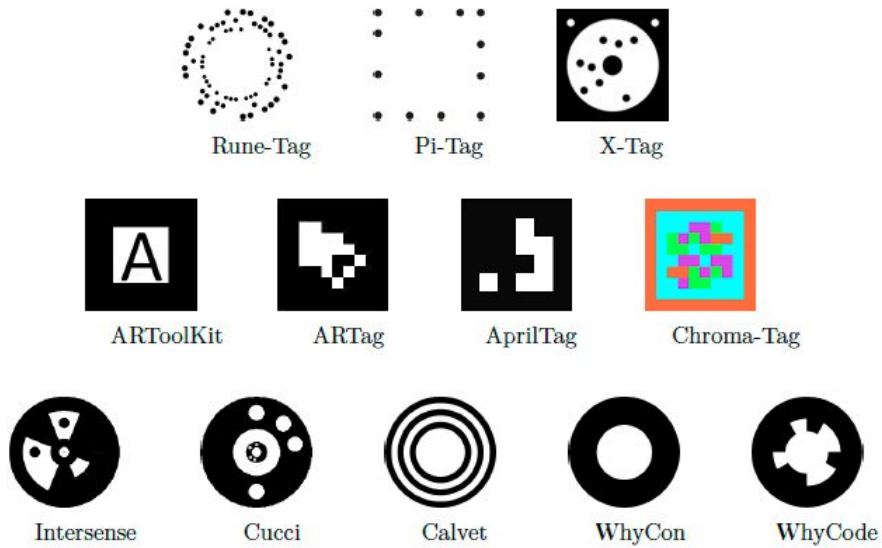 Rune-Tag Pi-Tag X-Tag
A
ARToolKit ARTag AprilTag Chroma-Tag
Intersense Cucci Calvet WhyCon WhyCode